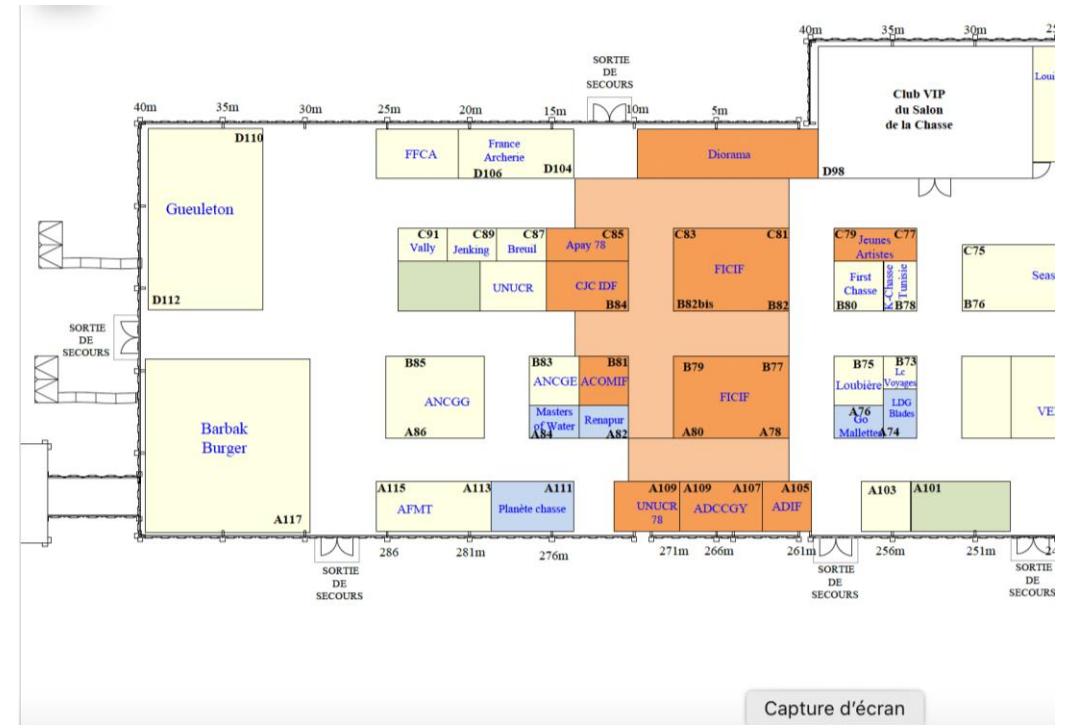 40m 35m 30m
SORTIE
DE
SECOURS
Club VIP
du Salon
de la Chasse
40m 35m 30m 25m 20m 15m 10m 5m
D110
FFCA
France
Archerie
D106
D104
Diorama
D98
Gueuleton
D112
C91
Vally
C89
Jenking
C87
Breuil
C85
Apay 78
UNUCR
CJC IDF
B84
C83
C81
FICIF
B82bis
B82
C79
C77
Jeunes
Artistes
First
Chasse
B80
K-Chasse
Tunisie
B78
C75
Seas
B76
SORTIE
DE
SECOURS
B85
ANCGG
A86
B83
ANCGE
B81
ACOMIF
Masters
of Water
A84
Renapur
A82
B79
B77
FICIF
A80
A78
B75
Loubière
B73
Lc
Voyages
A76
Go
Mallettes
LDG
Blades
A74
VE
Barbak
Burger
A117
A115
A113
AFMT
A111
Planète chasse
A109
UNUCR
78
A109
A107
ADCCGY
A105
ADIF
A103
A101
286 281m 276m 271m 266m 261m 256m 251m
SORTIE
DE
SECOURS
SORTIE
DE
SECOURS
SORTIE
DE
SECOURS
Capture d'écran